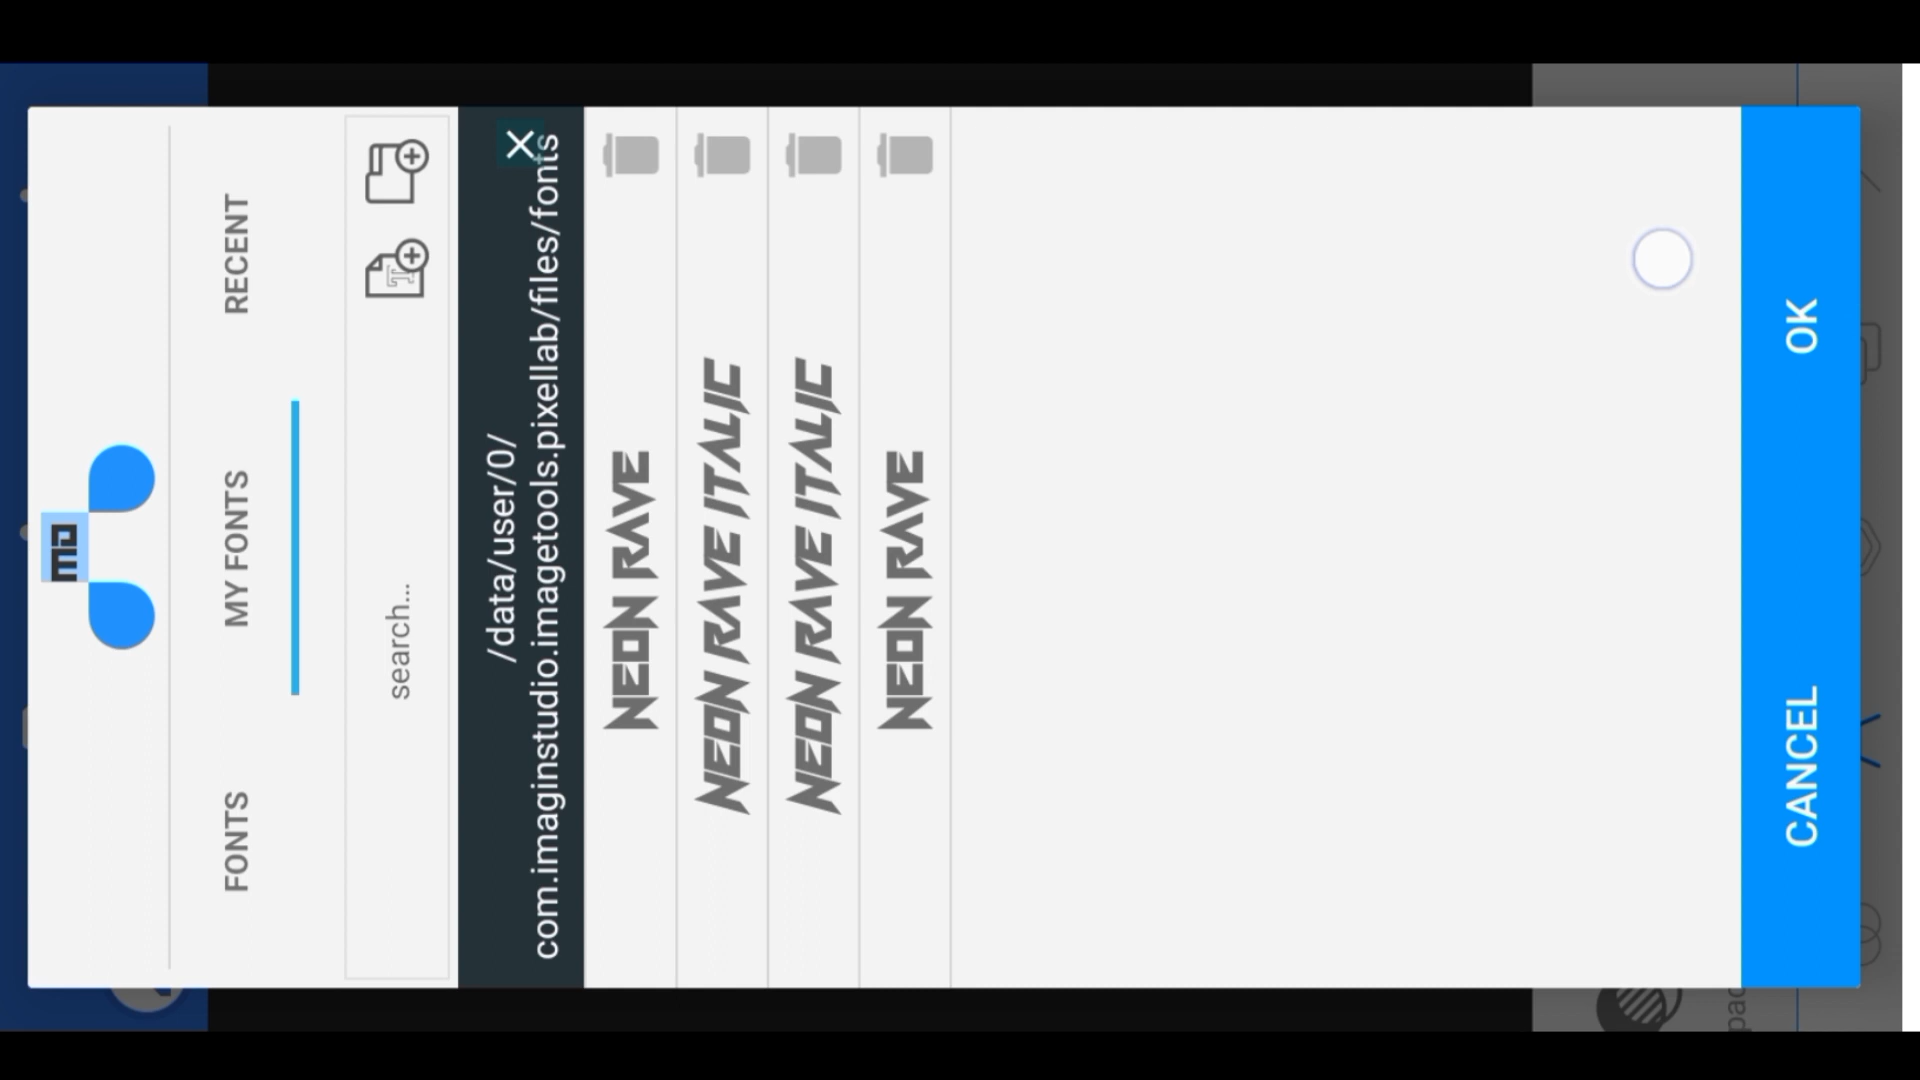 MD
FONTS
MY FONTS
RECENT
search...
/data/user/0/
com.imaginstudio.imagetools.pixellab/files/fonts
NEON RAVE
NEON RAVE ITALIC
NEON RAVE ITALIC
NEON RAVE
CANCEL
OK